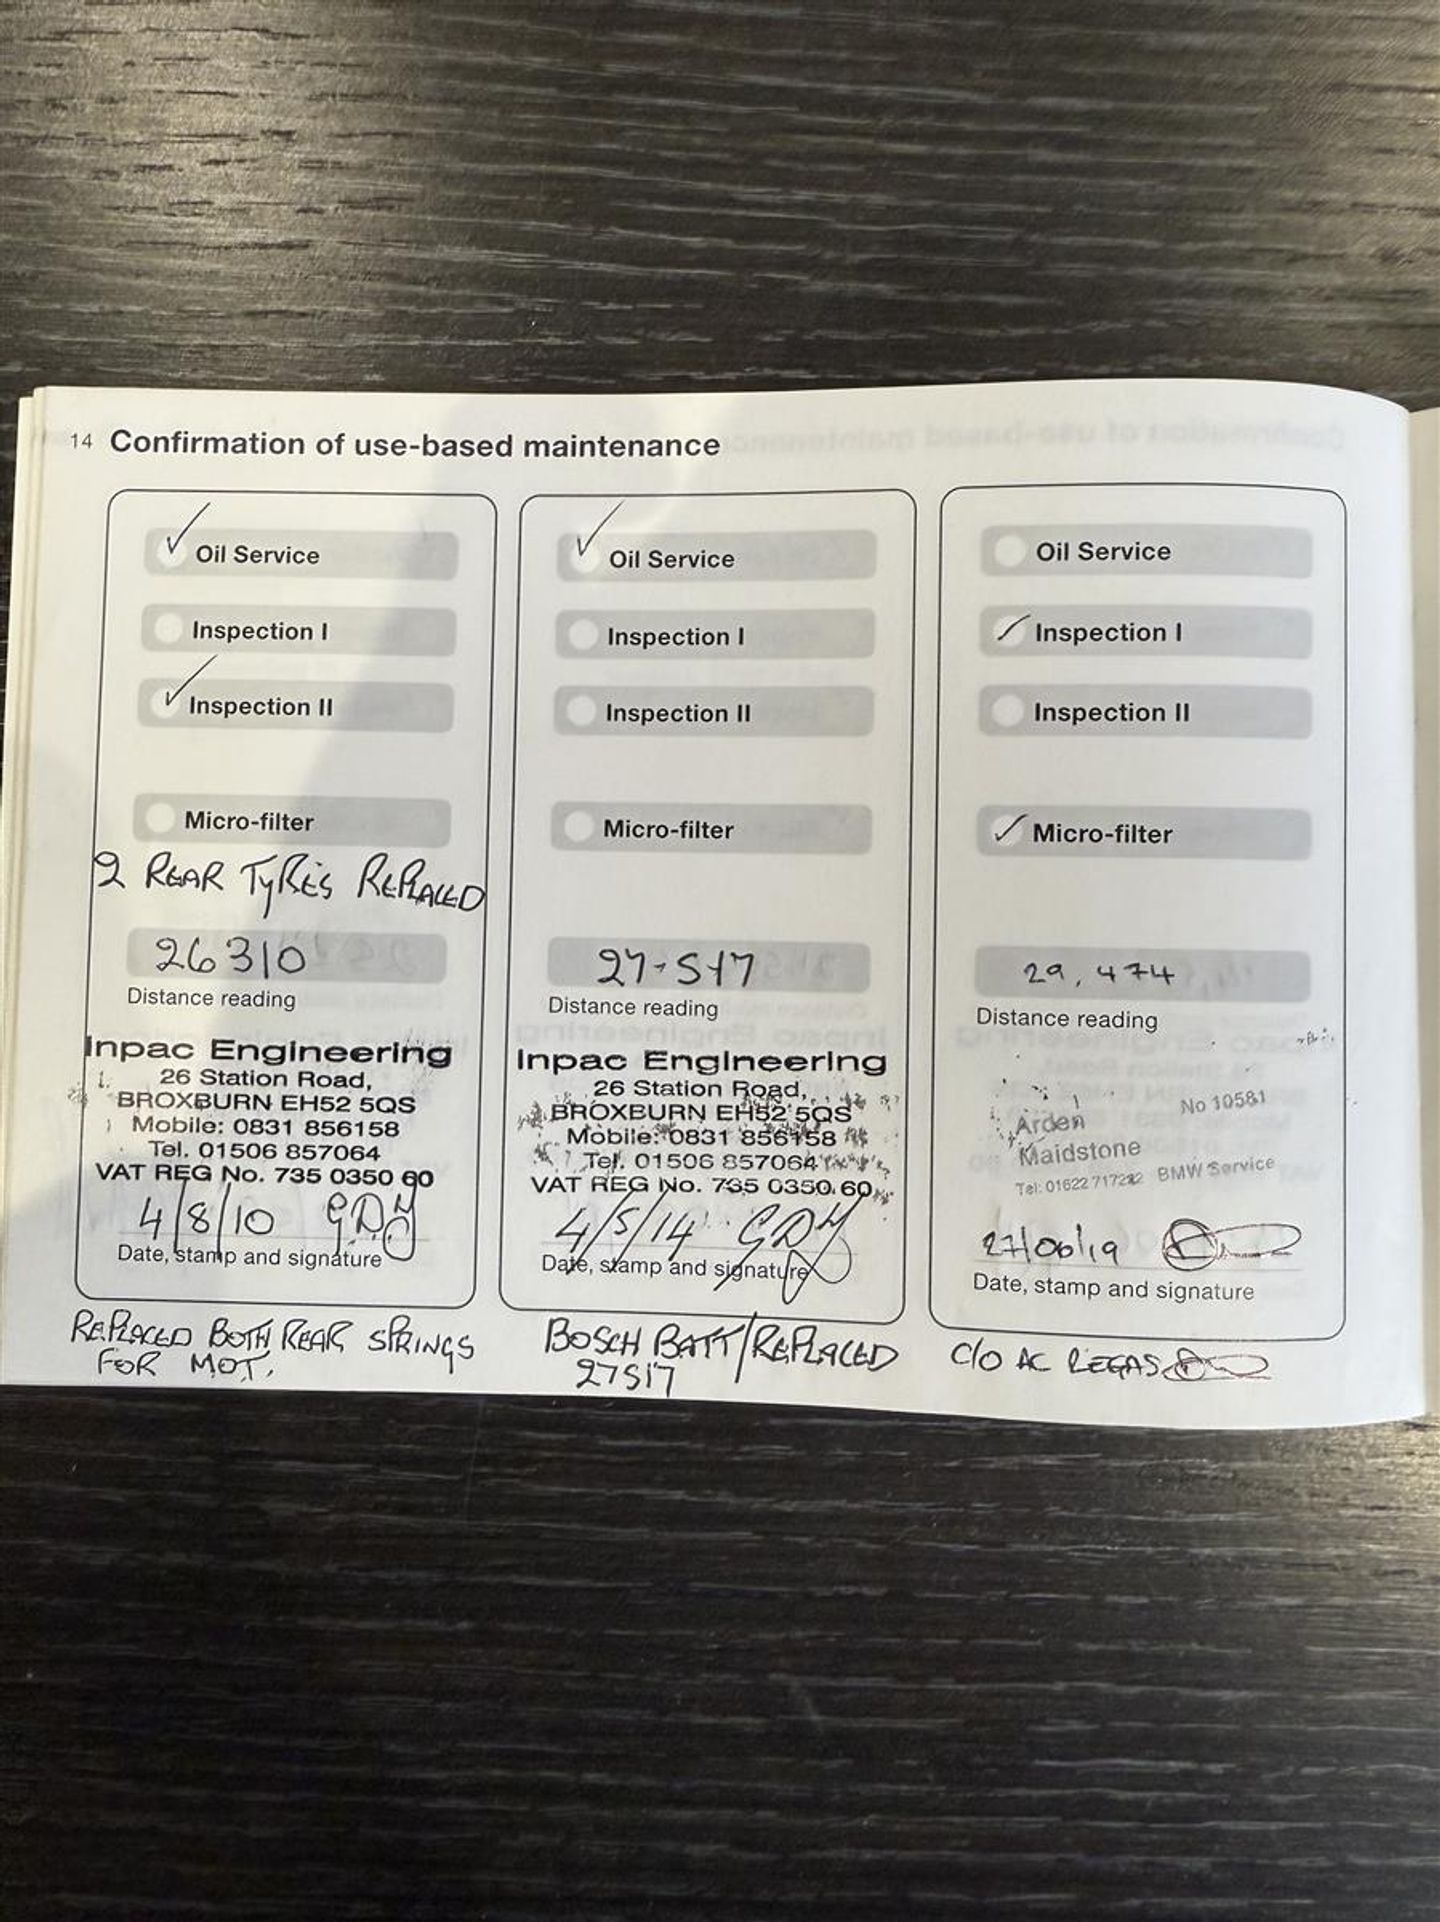 14 Confirmation of use-based maintenance
Oil Service
Inspection I
Inspection II
Micro-filter
2 REAR TYRES REPLACED
26310
Distance reading
Inpac Engineering
26 Station Road,
BROXBURN EH52 5QS
Mobile: 0831 856158
Tel. 01506 857064
VAT REG No. 735 0350 60
4/8/10
Date, stamp and signature
REPLACED BOTH REAR SPRINGS
FOR MOT.
Oil Service
Inspection I
Inspection II
Micro-filter
27-517
Distance reading
Inpac Engineering
26 Station Road,
BROXBURN EH52 5QS
Mobile: 0831 856158
Tel. 01506 857064
VAT REG No. 735 0350 60
4/5/14
Date, stamp and signature
BOSCH BATT/REPLACED
27517
Oil Service
Inspection I
Inspection II
Micro-filter
29,474
Distance reading
Arden No 10581
Maidstone
Tel: 01622 717222 BMW Service
27/06/19
Date, stamp and signature
C/O AC REGAS